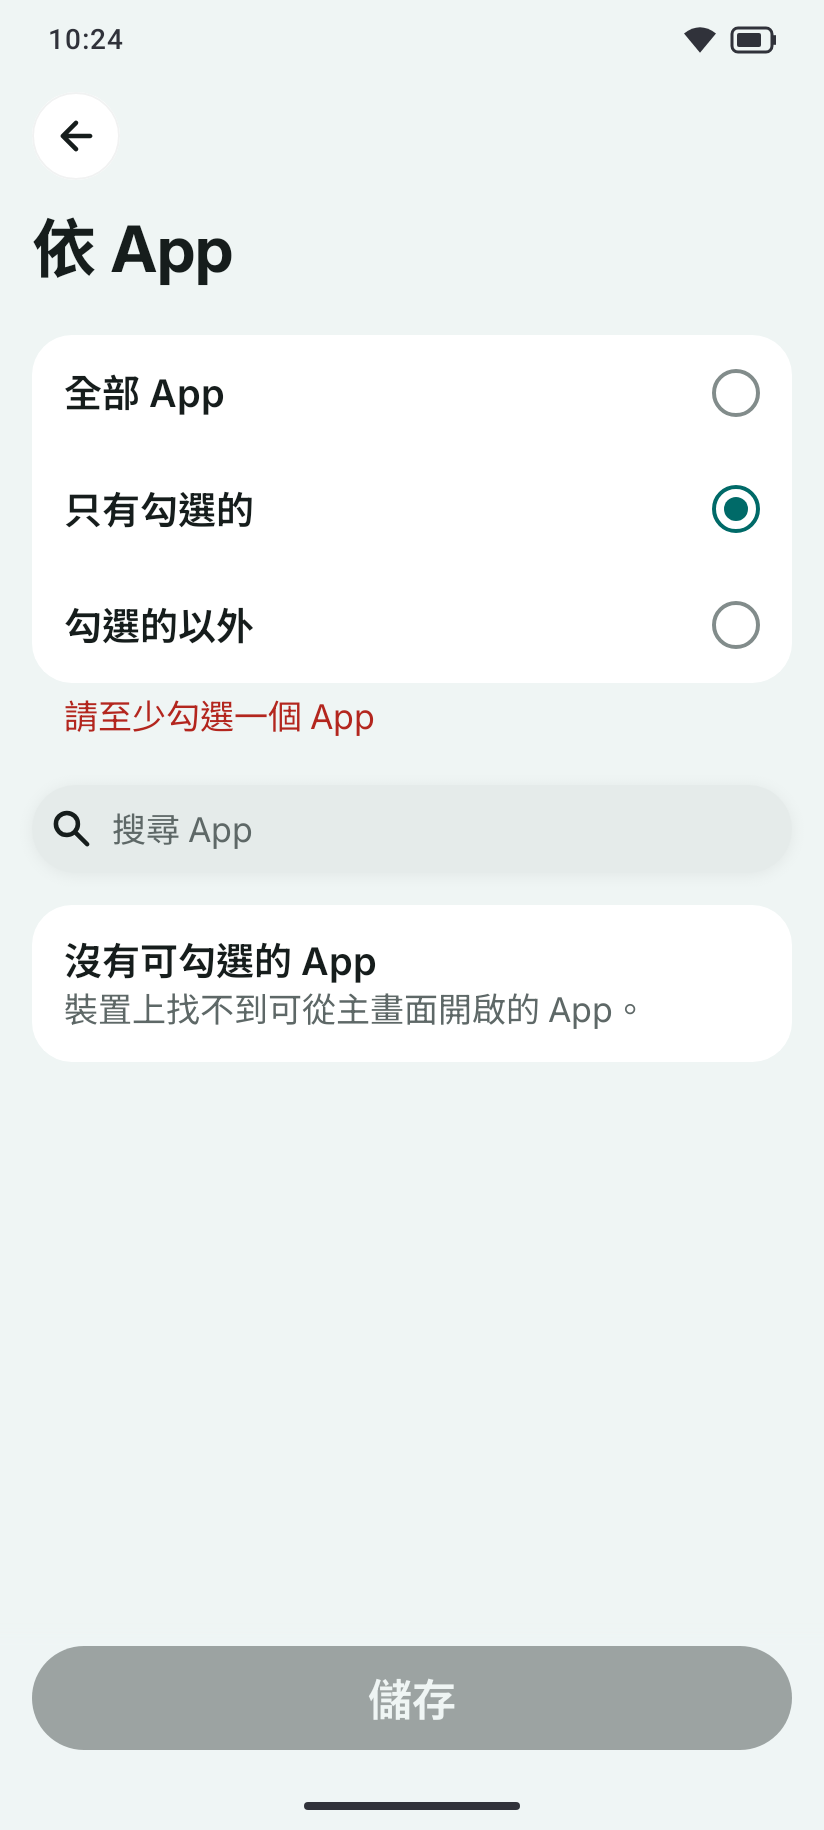 10:24
依 App
全部 App
只有勾選的
勾選的以外
請至少勾選一個 App
搜尋 App
沒有可勾選的 App
裝置上找不到可從主畫面開啟的 App。
儲存